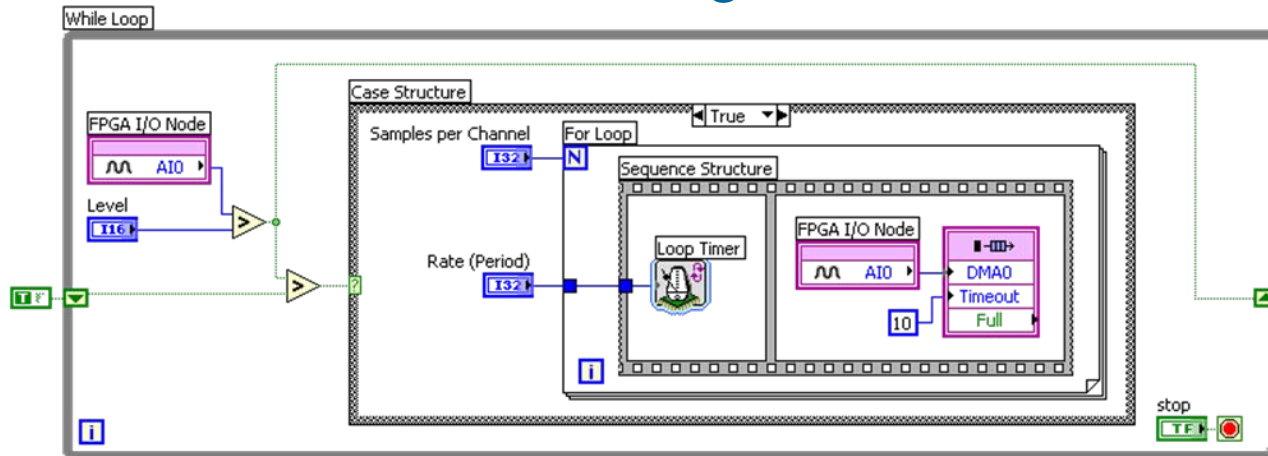 While Loop
Case Structure
True
FPGA I/O Node
AI0
Level
I16
>
>
?
Samples per Channel
I32
For Loop
N
Sequence Structure
Rate (Period)
I32
Loop Timer
FPGA I/O Node
AI0
DMA0
Timeout
Full
10
i
i
stop
TF